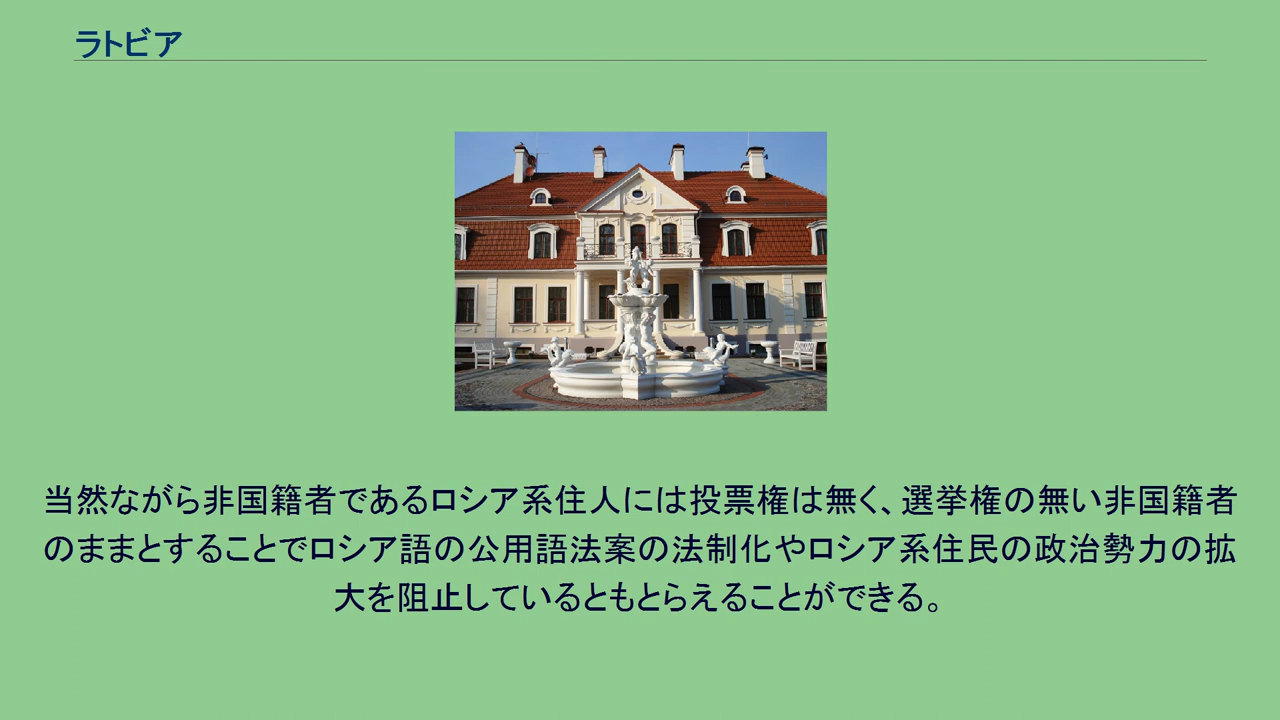 ラトビア
当然ながら非国籍者であるロシア系住人には投票権は無く、選挙権の無い非国籍者
のままとすることでロシア語の公用語法案の法制化やロシア系住民の政治勢力の拡
大を阻止しているともとらえることができる。